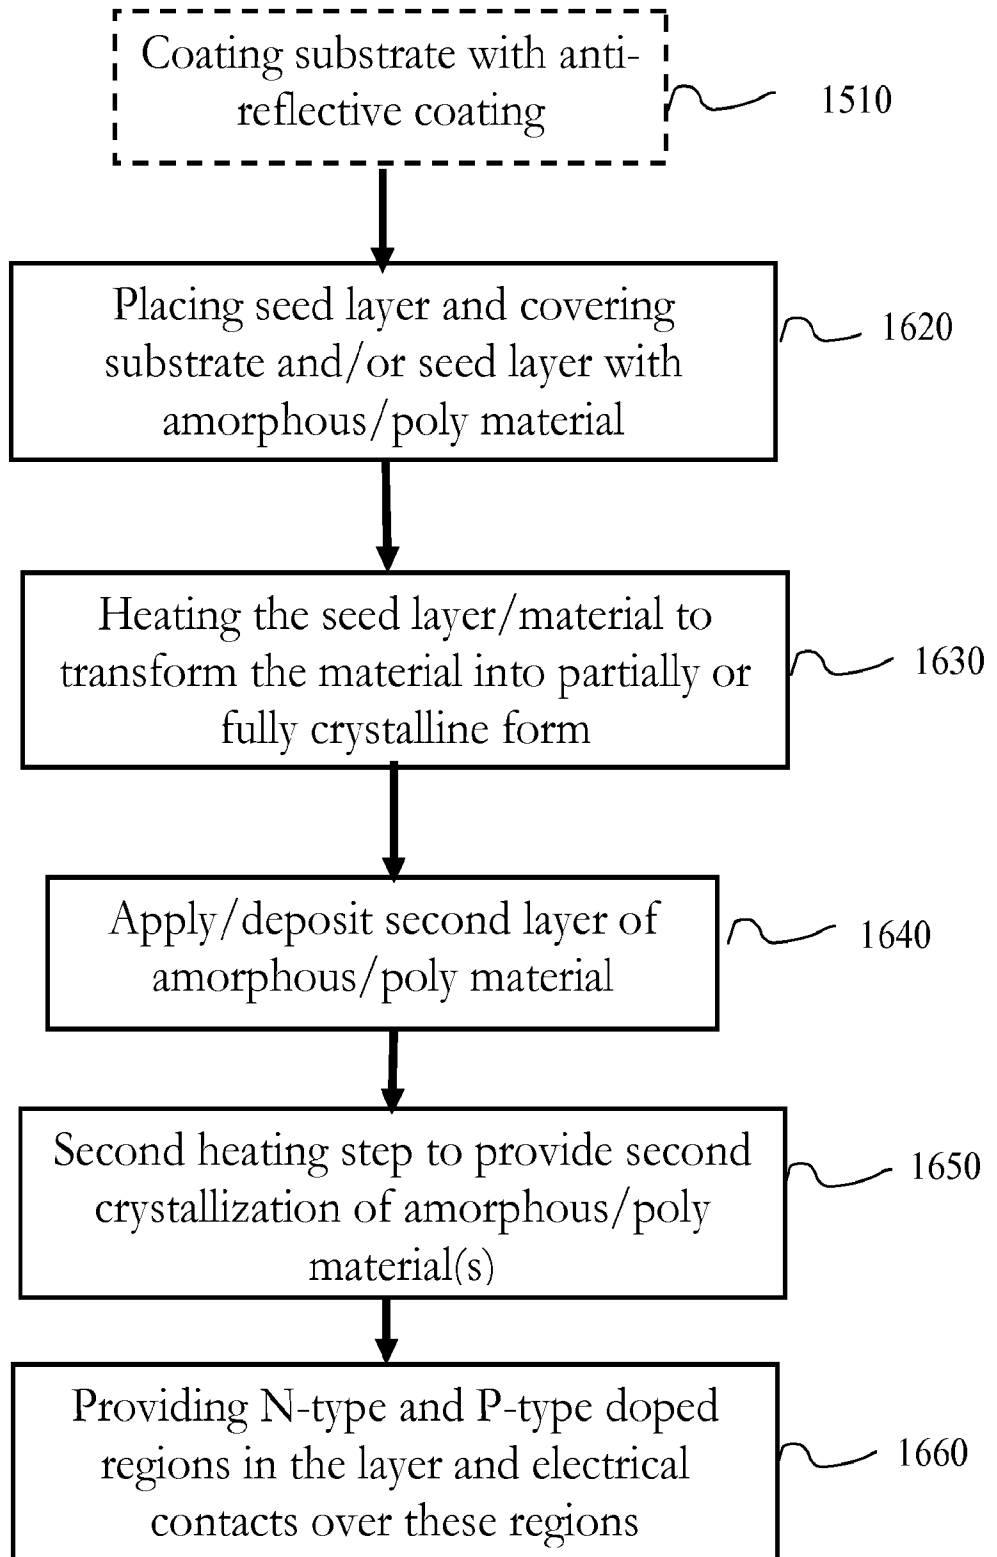 Coating substrate with anti-
reflective coating
1510
Placing seed layer and covering
substrate and/or seed layer with
amorphous/poly material
1620
Heating the seed layer/material to
transform the material into partially or
fully crystalline form
1630
Apply/deposit second layer of
amorphous/poly material
1640
Second heating step to provide second
crystallization of amorphous/poly
material(s)
1650
Providing N-type and P-type doped
regions in the layer and electrical
contacts over these regions
1660